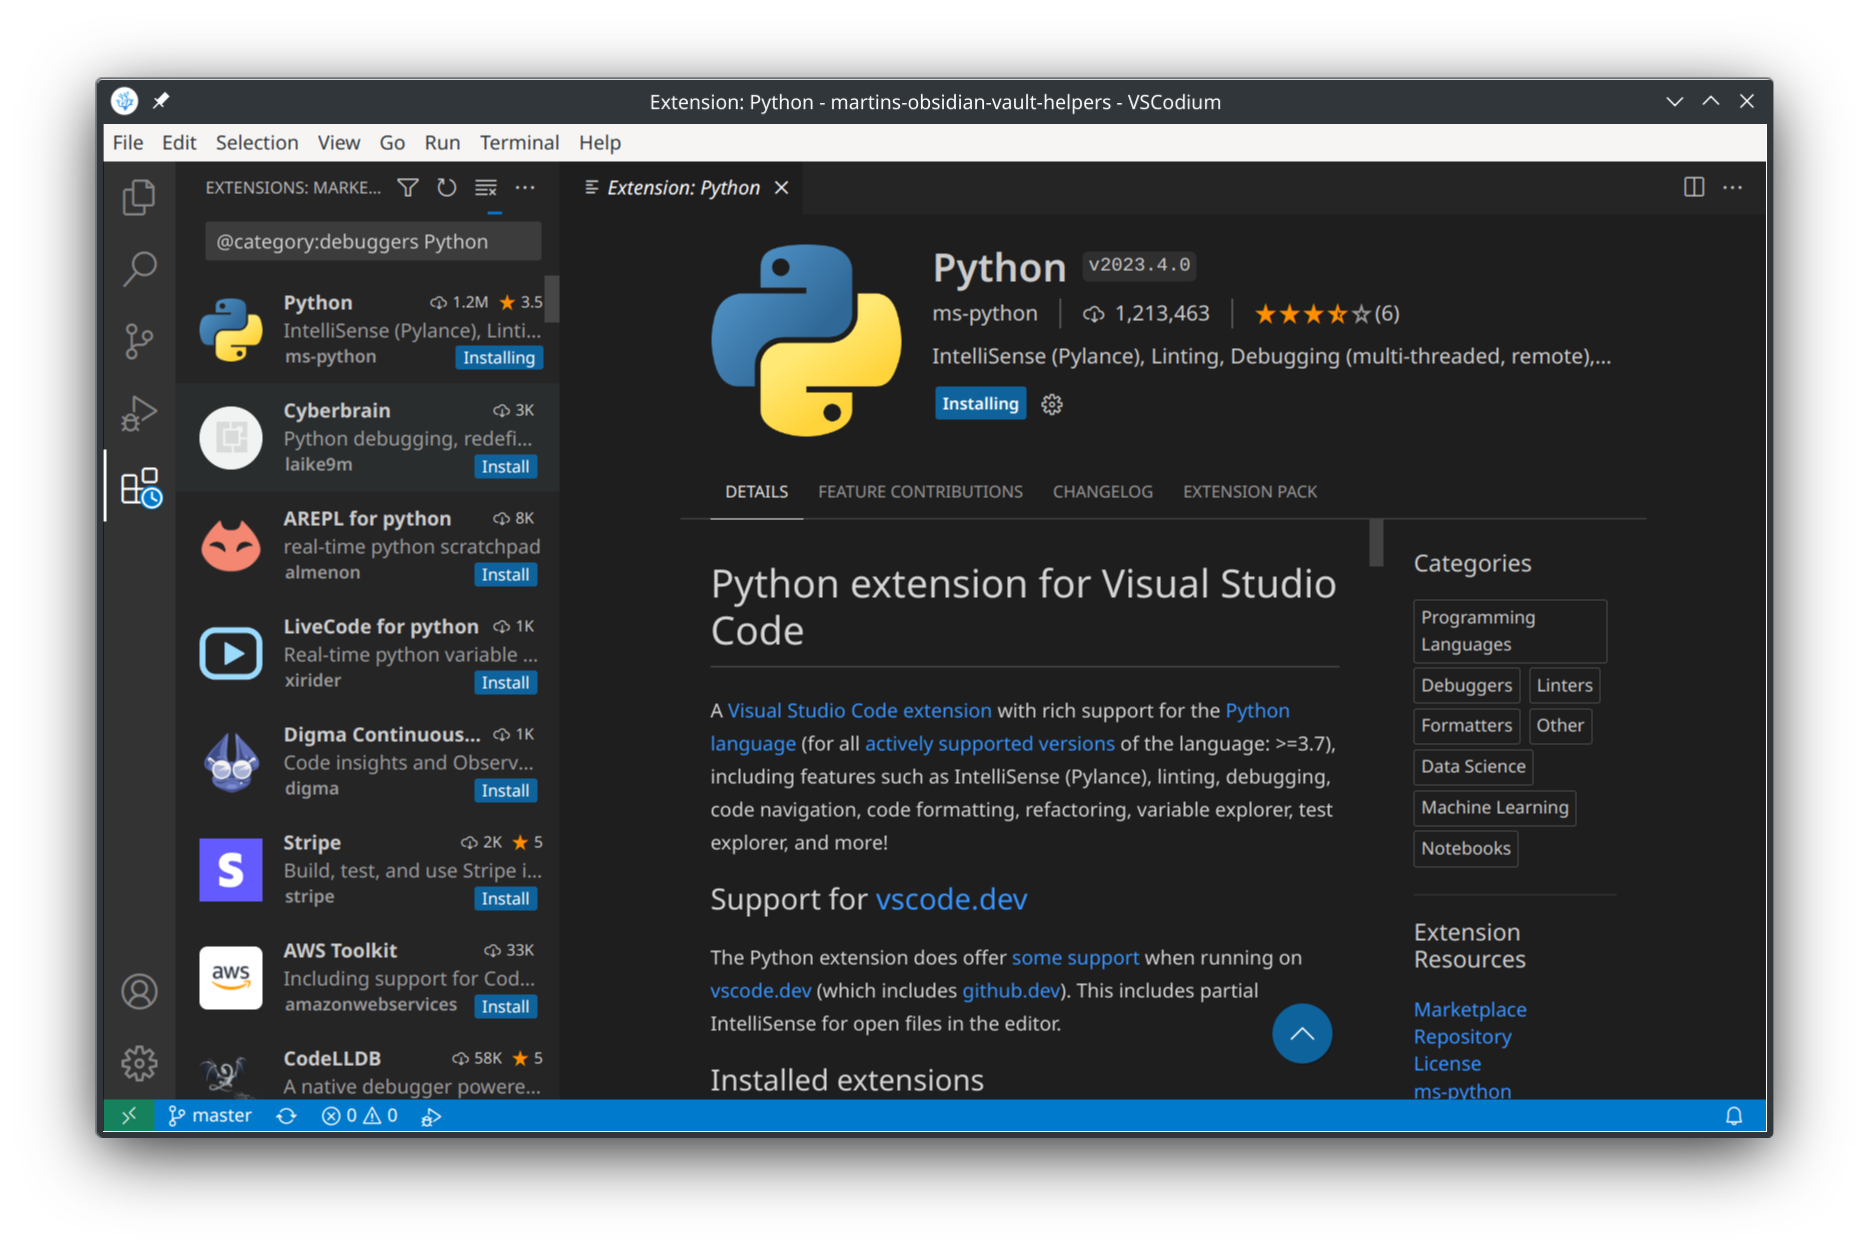 Extension: Python - martins-obsidian-vault-helpers - VSCodium
File Edit Selection View Go Run Terminal Help
EXTENSIONS: MARKE...
@category:debuggers Python
Python 1.2M ★ 3.5
IntelliSense (Pylance), Linti...
ms-python Installing
Cyberbrain 3K
Python debugging, redefi...
laike9m Install
AREPL for python 8K
real-time python scratchpad
almenon Install
LiveCode for python 1K
Real-time python variable ...
xirider Install
Digma Continuous... 1K
Code insights and Observ...
digma Install
S
Stripe 2K ★ 5
Build, test, and use Stripe i...
stripe Install
aws
AWS Toolkit 33K
Including support for Cod...
amazonwebservices Install
CodeLLDB 58K ★ 5
A native debugger powere...
Extension: Python
Python v2023.4.0
ms-python | 1,213,463 | ★★★⯪☆(6)
IntelliSense (Pylance), Linting, Debugging (multi-threaded, remote),...
Installing
DETAILS FEATURE CONTRIBUTIONS CHANGELOG EXTENSION PACK
Python extension for Visual Studio
Code
A Visual Studio Code extension with rich support for the Python
language (for all actively supported versions of the language: >=3.7),
including features such as IntelliSense (Pylance), linting, debugging,
code navigation, code formatting, refactoring, variable explorer, test
explorer, and more!
Support for vscode.dev
The Python extension does offer some support when running on
vscode.dev (which includes github.dev). This includes partial
IntelliSense for open files in the editor.
Installed extensions
Categories
Programming
Languages
Debuggers Linters
Formatters Other
Data Science
Machine Learning
Notebooks
Extension
Resources
Marketplace
Repository
License
ms-python
master 0 0